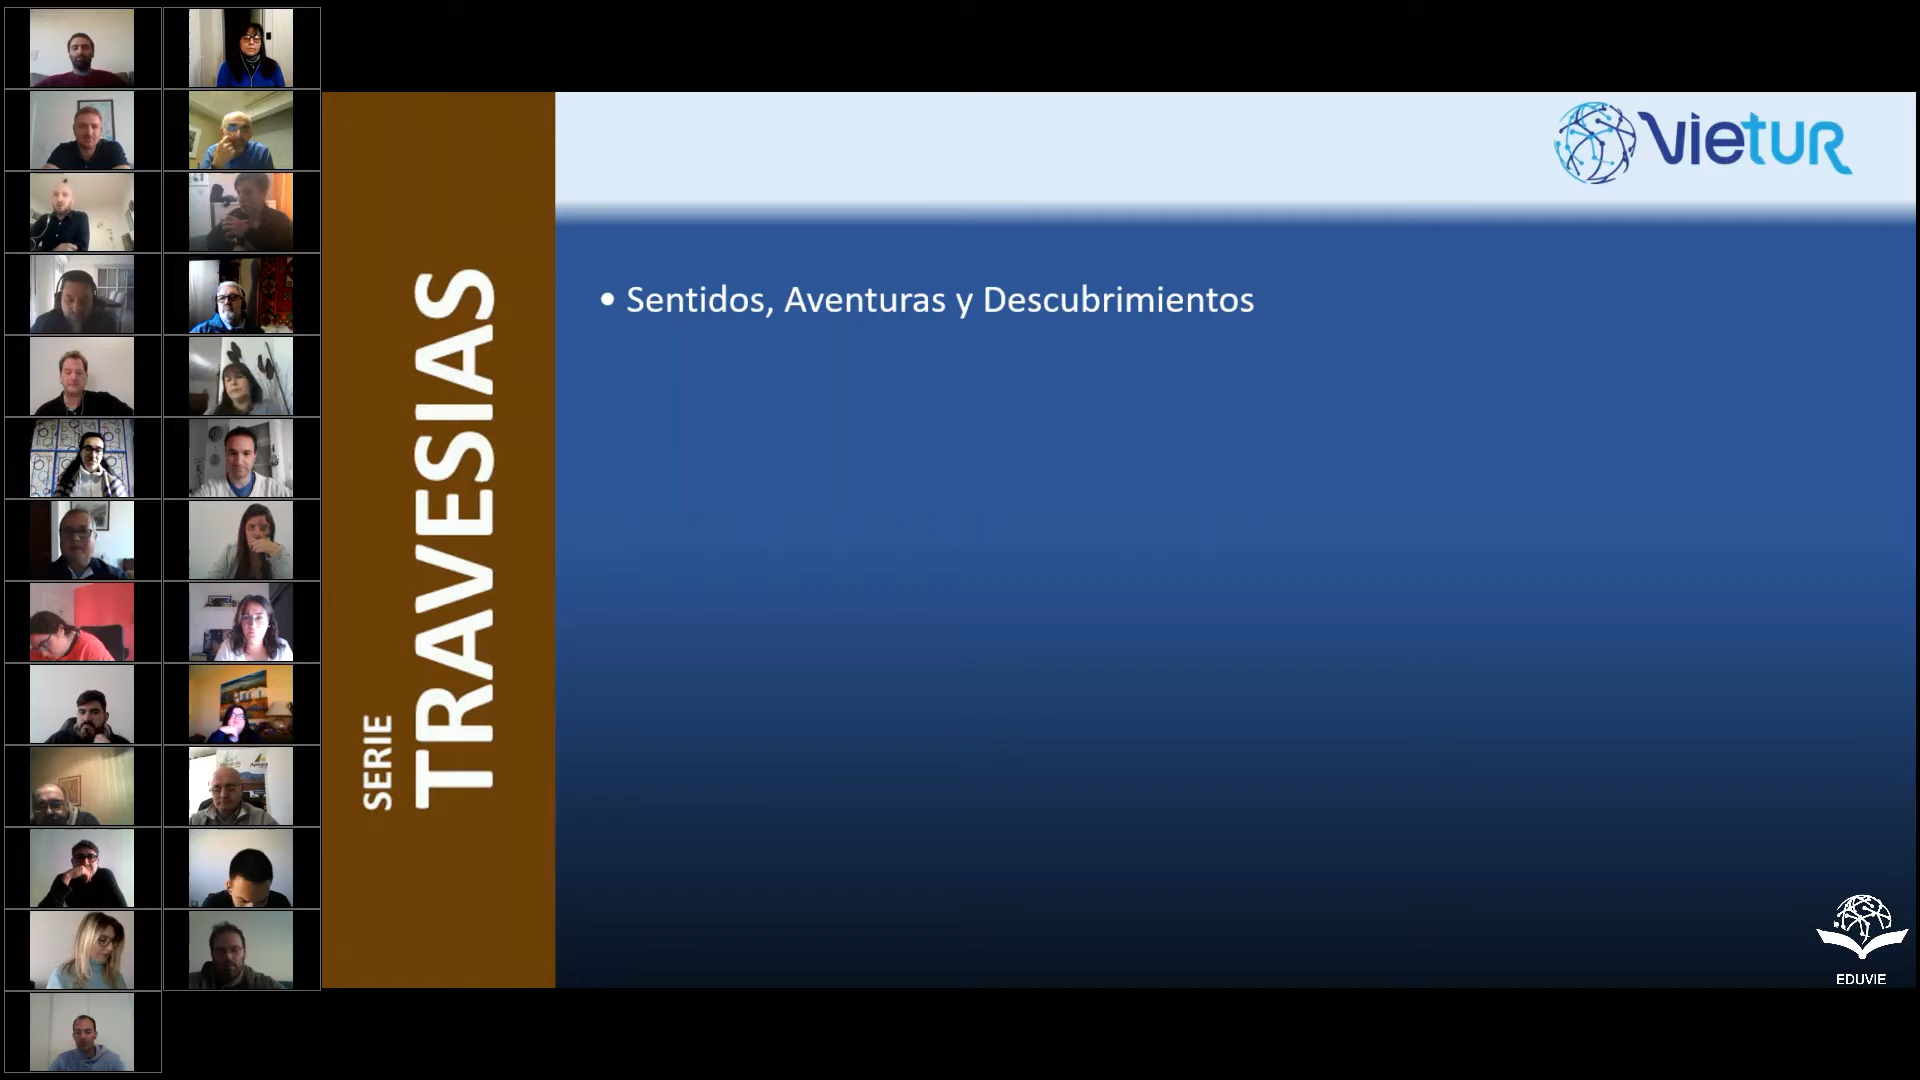 Vietur
SERIE
TRAVESIAS
• Sentidos, Aventuras y Descubrimientos
EDUVIE